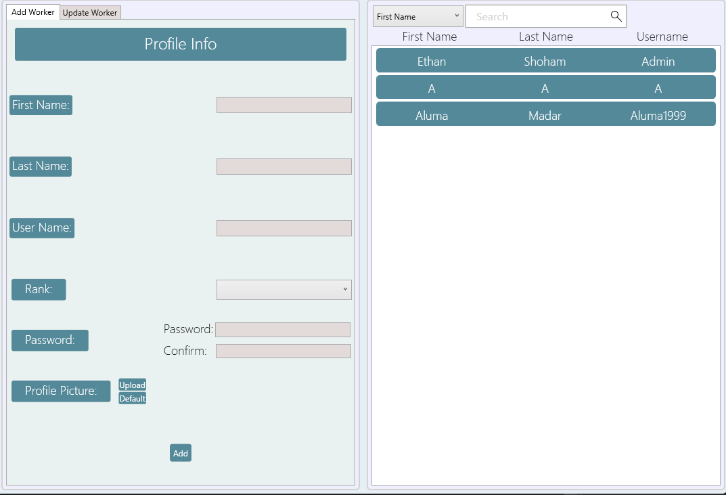 Add Worker Update Worker
Profile Info
First Name:
Last Name:
User Name:
Rank:
Password:
Password:
Confirm:
Profile Picture:
Upload
Default
Add
First Name Search
First Name Last Name Username
Ethan Shoham Admin
A A A
Aluma Madar Aluma1999